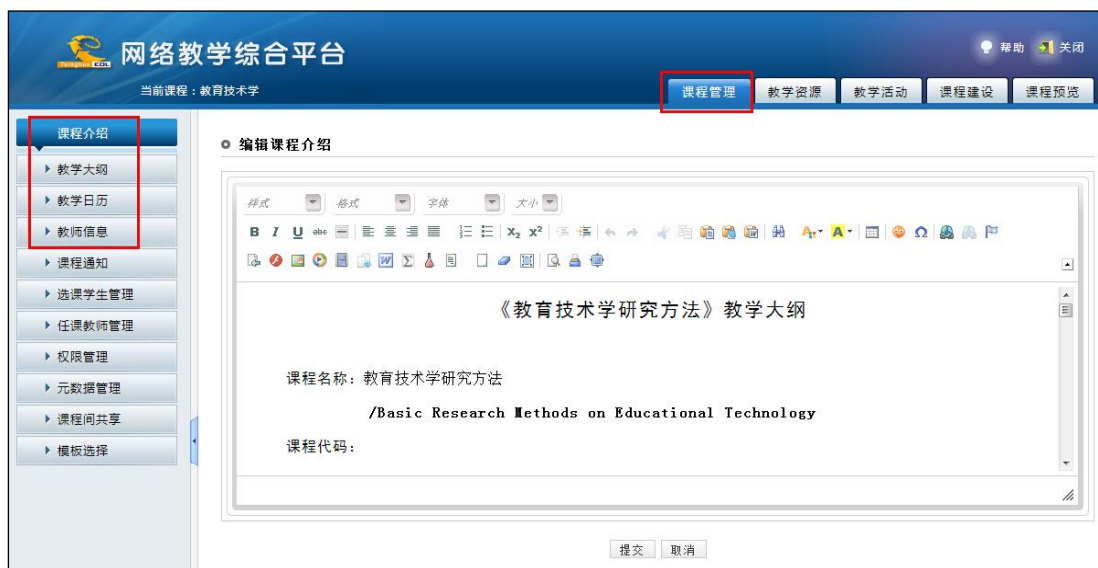 网络教学综合平台
帮助 关闭
当前课程：教育技术学
课程管理 教学资源 教学活动 课程建设 课程预览
课程介绍
教学大纲
教学日历
教师信息
课程通知
选课学生管理
任课教师管理
权限管理
元数据管理
课程间共享
模板选择
编辑课程介绍
样式 格式 字体 大小
B I U abc X₂ X²
《教育技术学研究方法》教学大纲
课程名称：教育技术学研究方法
/Basic Research Methods on Educational Technology
课程代码：
提交 取消